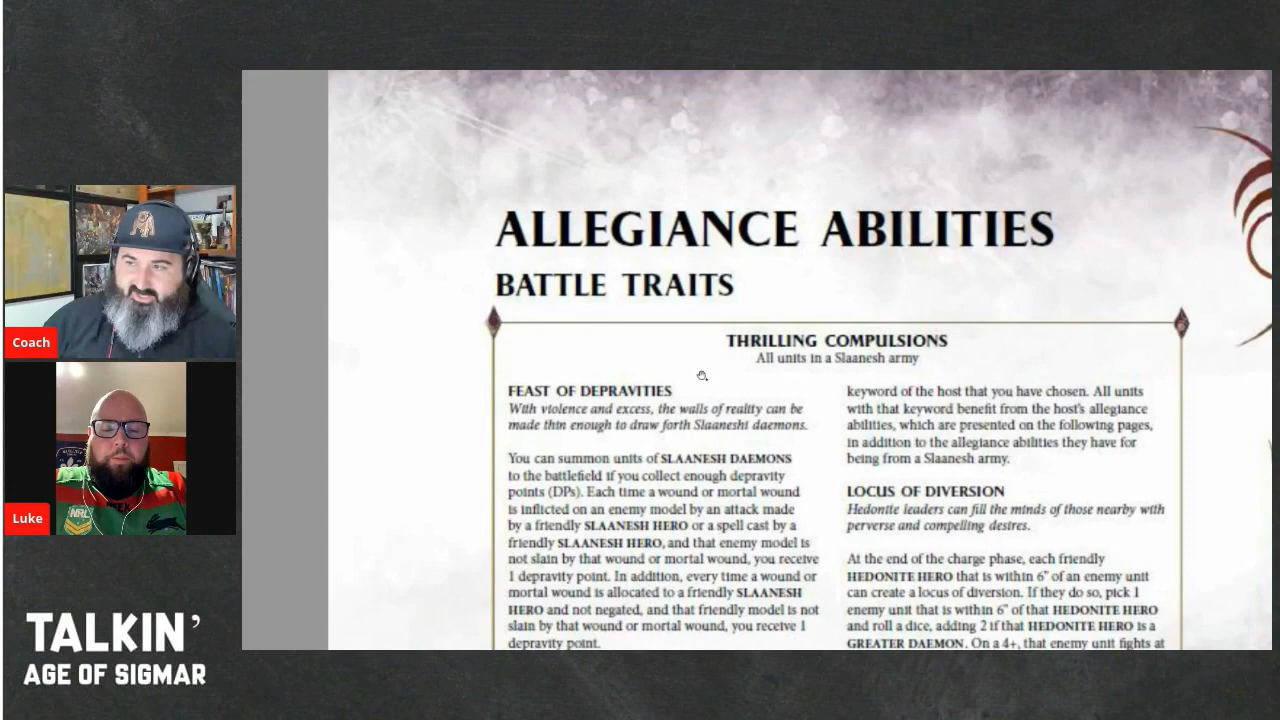 ALLEGIANCE ABILITIES
BATTLE TRAITS
THRILLING COMPULSIONS
All units in a Slaanesh army
FEAST OF DEPRAVITIES
With violence and excess, the walls of reality can be
made thin enough to draw forth Slaaneshi daemons.
You can summon units of SLAANESH DAEMONS
to the battlefield if you collect enough depravity
points (DPs). Each time a wound or mortal wound
is inflicted on an enemy model by an attack made
by a friendly SLAANESH HERO or a spell cast by a
friendly SLAANESH HERO, and that enemy model is
not slain by that wound or mortal wound, you receive
1 depravity point. In addition, every time a wound or
mortal wound is allocated to a friendly SLAANESH
HERO and not negated, and that friendly model is not
slain by that wound or mortal wound, you receive 1
depravity point.
keyword of the host that you have chosen. All units
with that keyword benefit from the host's allegiance
abilities, which are presented on the following pages,
in addition to the allegiance abilities they have for
being from a Slaanesh army.
LOCUS OF DIVERSION
Hedonite leaders can fill the minds of those nearby with
perverse and compelling desires.
At the end of the charge phase, each friendly
HEDONITE HERO that is within 6" of an enemy unit
can create a locus of diversion. If they do so, pick 1
enemy unit that is within 6" of that HEDONITE HERO
and roll a dice, adding 2 if that HEDONITE HERO is a
GREATER DAEMON. On a 4+, that enemy unit fights at
Coach
Luke
NRL
TALKIN'
AGE OF SIGMAR